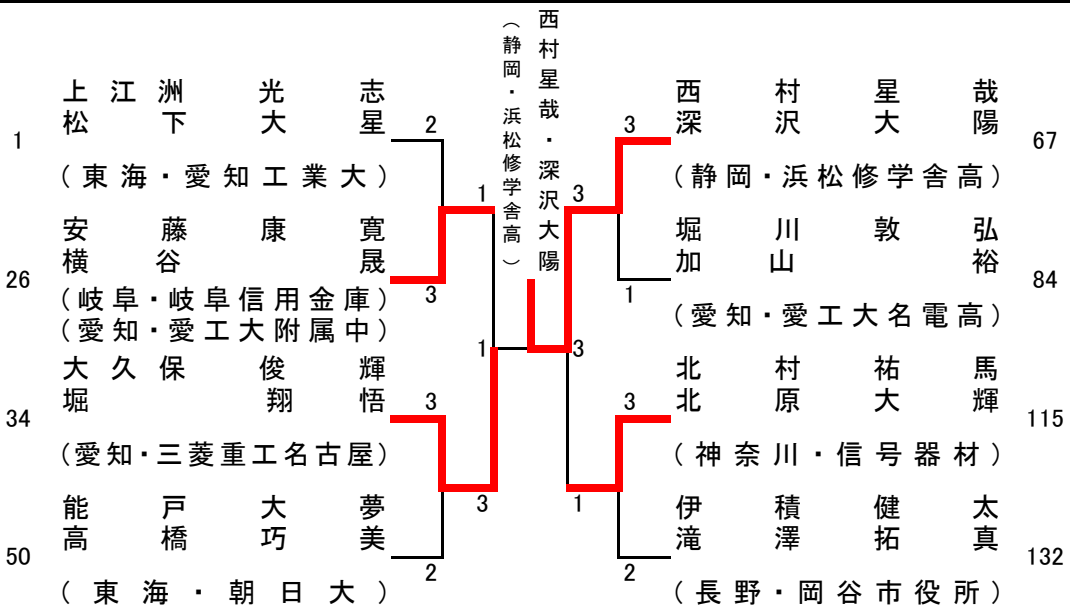 西村星哉・深沢大陽
（静岡・浜松修学舎高）
1
上江洲 光志
松下大星
（東海・愛知工業大）
2
26
安藤康寛
横谷 晟
（岐阜・岐阜信用金庫）
（愛知・愛工大附属中）
3
1
34
大久保 俊輝
堀 翔悟
（愛知・三菱重工名古屋）
3
50
能戸大夢
高橋巧美
（東海・朝日大）
2
3
1
3
西村星哉
深沢大陽
（静岡・浜松修学舎高）
67
3
堀川敦弘
加山 裕
（愛知・愛工大名電高）
84
1
3
北村祐馬
北原大輝
（神奈川・信号器材）
115
3
伊積健太
滝澤拓真
（長野・岡谷市役所）
132
2
1